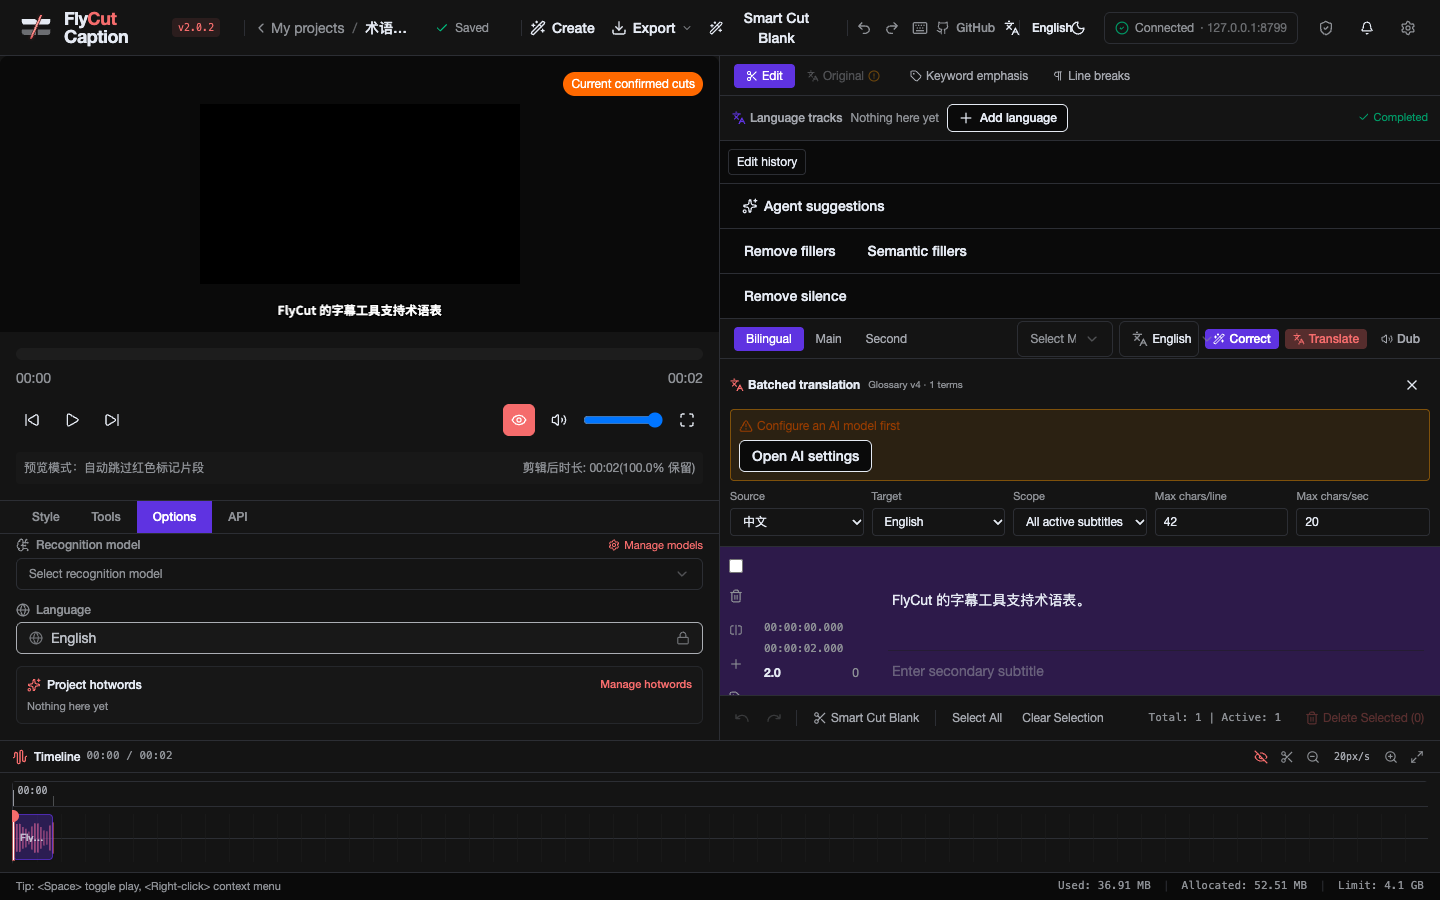 FlyCut
Caption
v2.0.2
My projects / 术语...
Saved
Create
Export
Smart Cut
Blank
GitHub
English
Connected · 127.0.0.1:8799
Current confirmed cuts
FlyCut 的字幕工具支持术语表
00:00
00:02
预览模式：自动跳过红色标记片段
剪辑后时长: 00:02(100.0% 保留)
Style
Tools
Options
API
Recognition model
Manage models
Select recognition model
Language
English
Project hotwords
Manage hotwords
Nothing here yet
Edit
Original
Keyword emphasis
Line breaks
Language tracks
Nothing here yet
Add language
Completed
Edit history
Agent suggestions
Remove fillers
Semantic fillers
Remove silence
Bilingual
Main
Second
Select M
English
Correct
Translate
Dub
Batched translation
Glossary v4 · 1 terms
Configure an AI model first
Open AI settings
Source
Target
Scope
Max chars/line
Max chars/sec
中文
English
All active subtitles
42
20
FlyCut 的字幕工具支持术语表。
00:00:00.000
00:00:02.000
2.0
0
Enter secondary subtitle
Smart Cut Blank
Select All
Clear Selection
Total: 1 | Active: 1
Delete Selected (0)
Timeline
00:00 / 00:02
20px/s
00:00
Fly...
Tip: <Space> toggle play, <Right-click> context menu
Used: 36.91 MB | Allocated: 52.51 MB | Limit: 4.1 GB